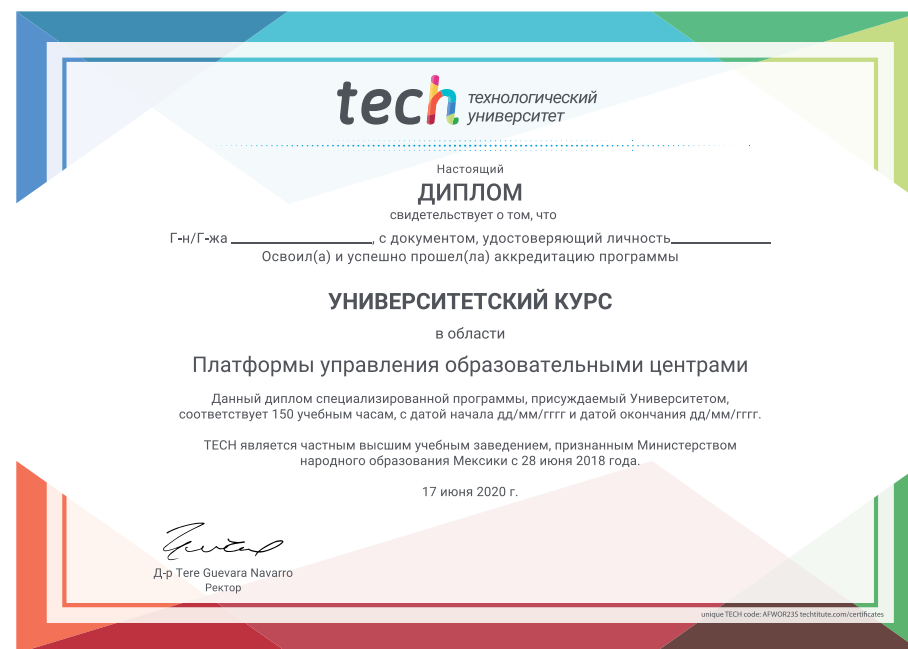 tech технологический
университет
Настоящий
ДИПЛОМ
свидетельствует о том, что
Г-н/Г-жа ____________________, с документом, удостоверяющий личность______________
Освоил(а) и успешно прошел(ла) аккредитацию программы
УНИВЕРСИТЕТСКИЙ КУРС
в области
Платформы управления образовательными центрами
Данный диплом специализированной программы, присуждаемый Университетом,
соответствует 150 учебным часам, с датой начала дд/мм/гггг и датой окончания дд/мм/гггг.
TECH является частным высшим учебным заведением, признанным Министерством
народного образования Мексики с 28 июня 2018 года.
17 июня 2020 г.
Д-р Tere Guevara Navarro
Ректор
unique TECH code: AFWOR23S techtitute.com/certificates